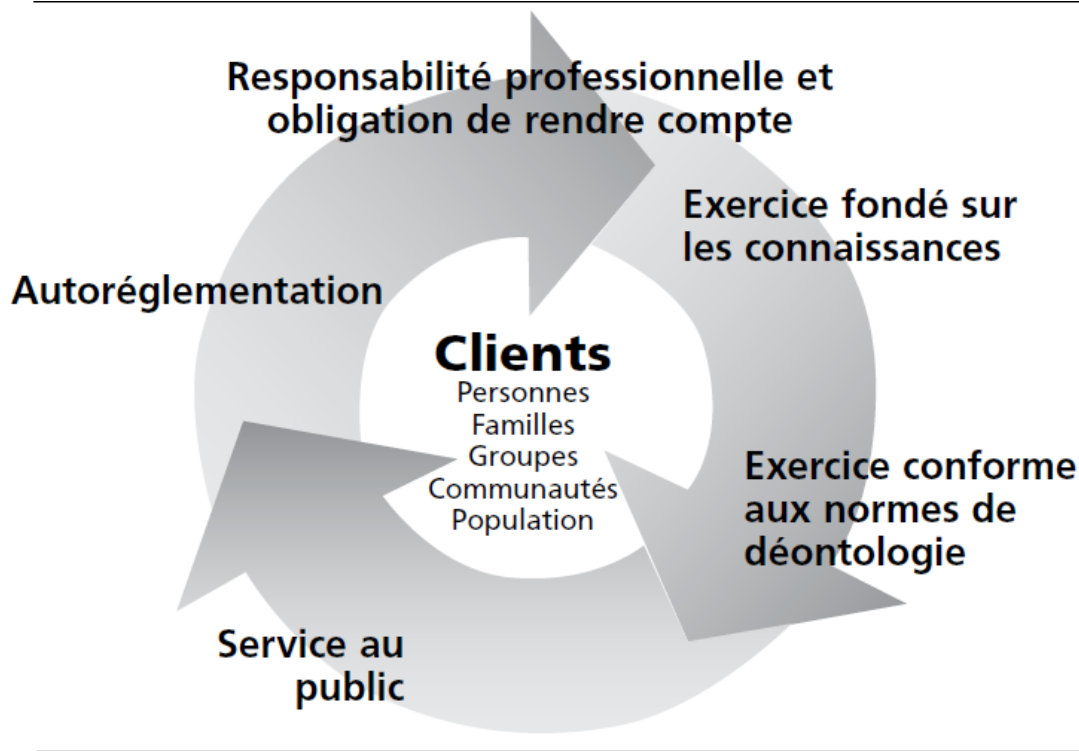 Responsabilité professionnelle et
obligation de rendre compte
Exercice fondé sur
les connaissances
Autoréglementation
Clients
Personnes
Familles
Groupes
Communautés
Population
Exercice conforme
aux normes de
déontologie
Service au
public